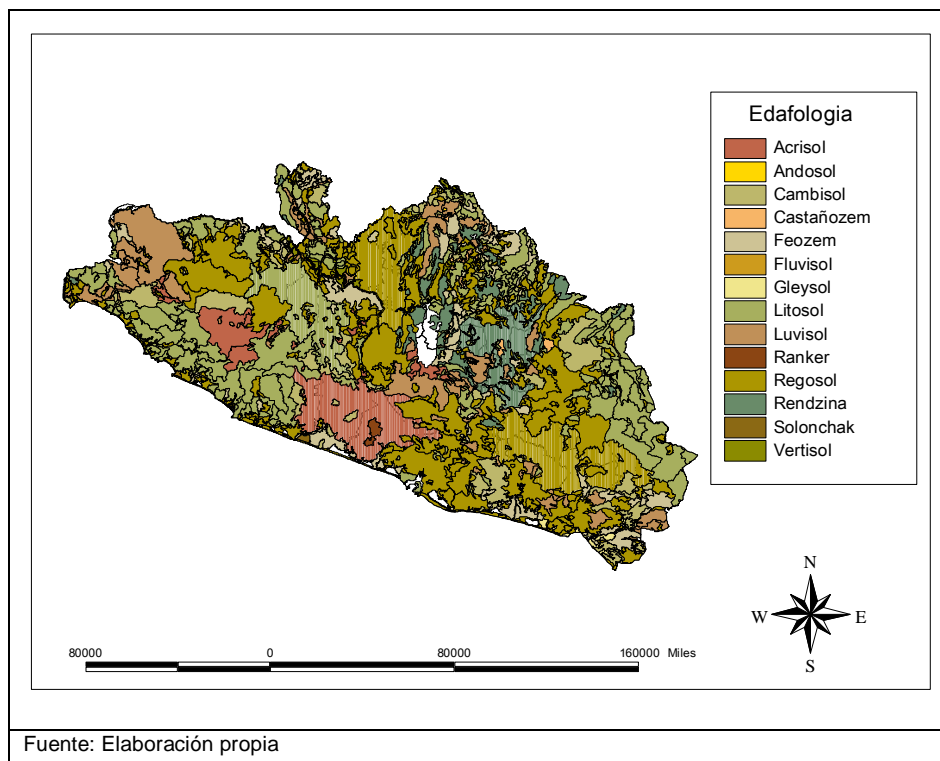 Edafologia
Acrisol
Andosol
Cambisol
Castañozem
Feozem
Fluvisol
Gleysol
Litosol
Luvisol
Ranker
Regosol
Rendzina
Solonchak
Vertisol
N
W E
S
80000 0 80000 160000 Miles
Fuente: Elaboración propia